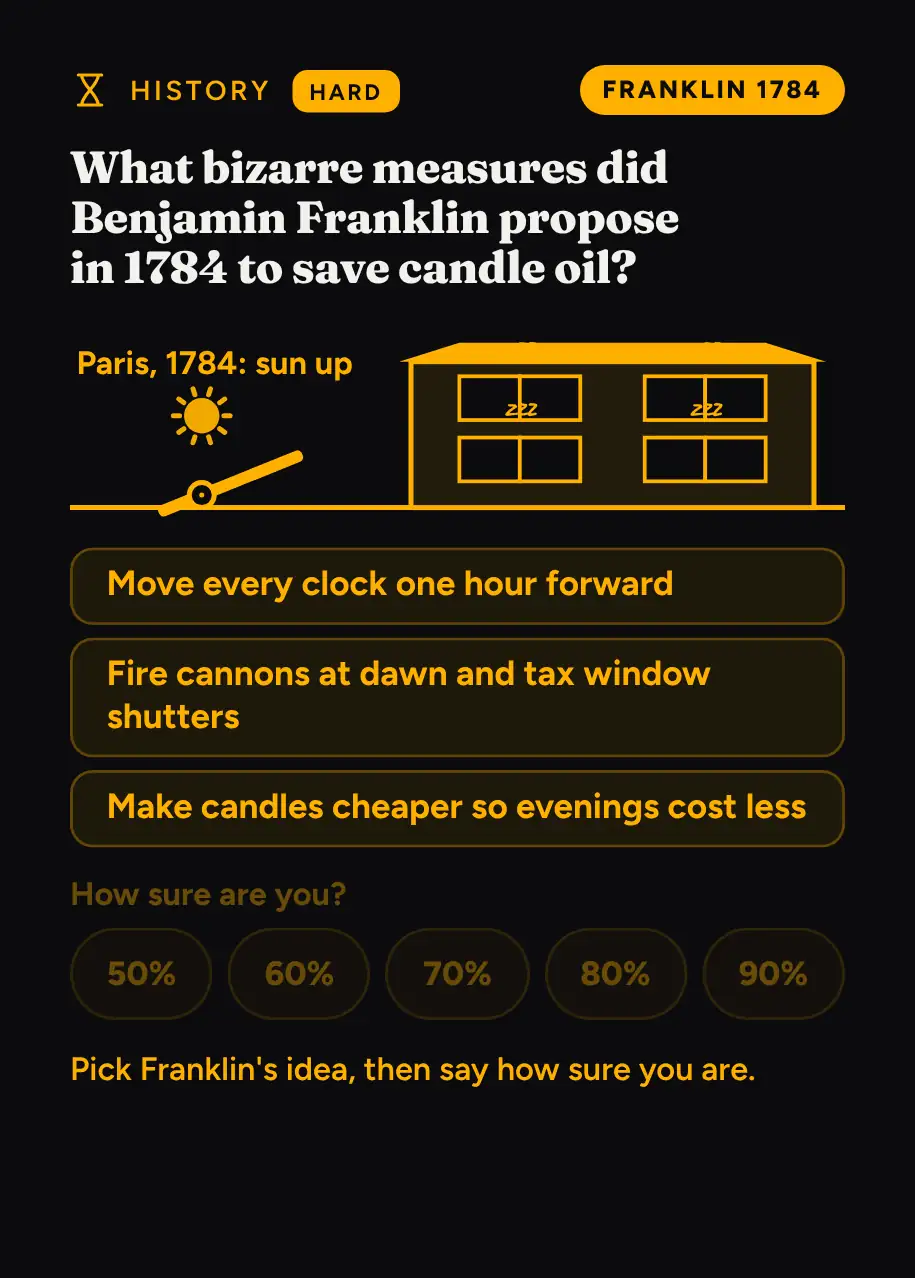 HISTORY HARD FRANKLIN 1784
What bizarre measures did
Benjamin Franklin propose
in 1784 to save candle oil?
Paris, 1784: sun up
zzz zzz
Move every clock one hour forward
Fire cannons at dawn and tax window
shutters
Make candles cheaper so evenings cost less
How sure are you?
50% 60% 70% 80% 90%
Pick Franklin's idea, then say how sure you are.